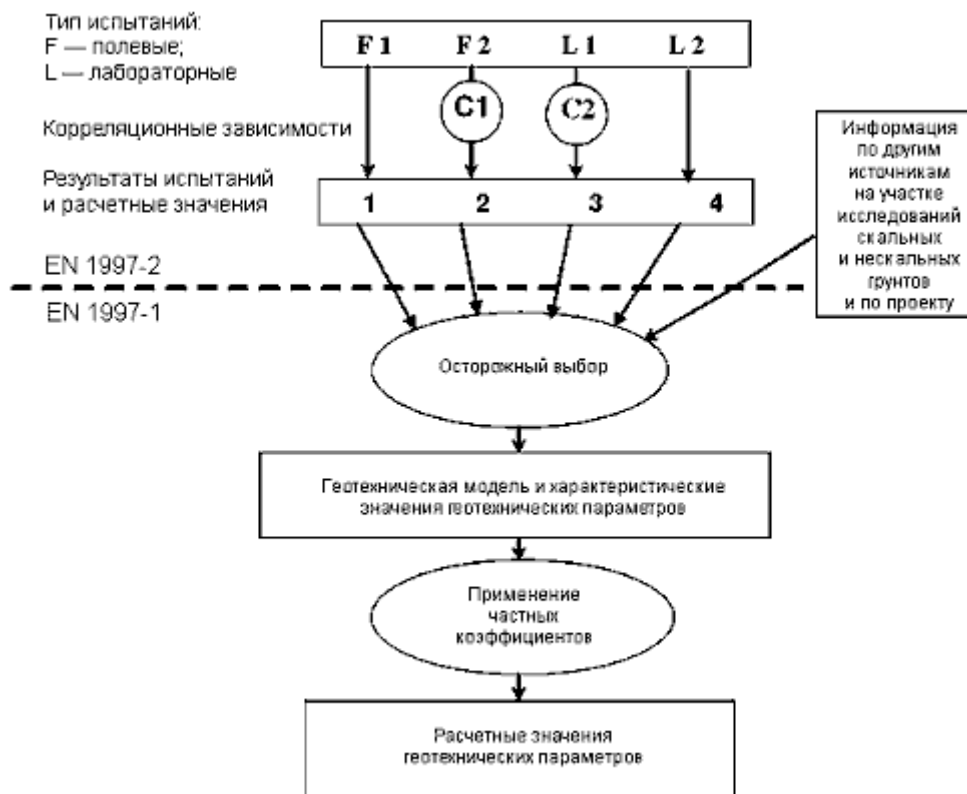 Тип испытаний:
F — полевые;
L — лабораторные
F 1 F 2 L 1 L 2
C1 C2
Корреляционные зависимости
Результаты испытаний
и расчетные значения
1 2 3 4
Информация
по другим
источникам
на участке
исследований
скальных
и нескальных
грунтов
и по проекту
EN 1997-2
EN 1997-1
Осторожный выбор
Геотехническая модель и характеристические
значения геотехнических параметров
Применение
частных
коэффициентов
Расчетные значения
геотехнических параметров